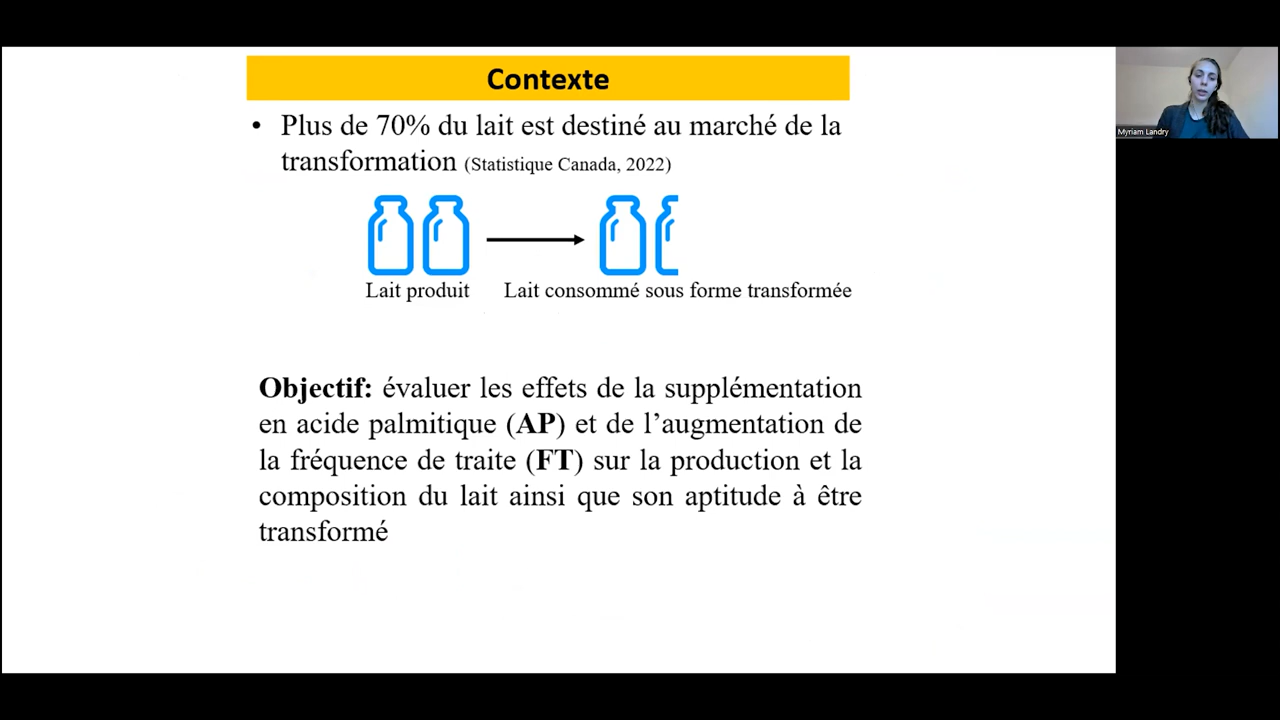 Contexte
• Plus de 70% du lait est destiné au marché de la
transformation (Statistique Canada, 2022)
Lait produit
Lait consommé sous forme transformée
Objectif: évaluer les effets de la supplémentation
en acide palmitique (AP) et de l’augmentation de
la fréquence de traite (FT) sur la production et la
composition du lait ainsi que son aptitude à être
transformé
Myriam Landry